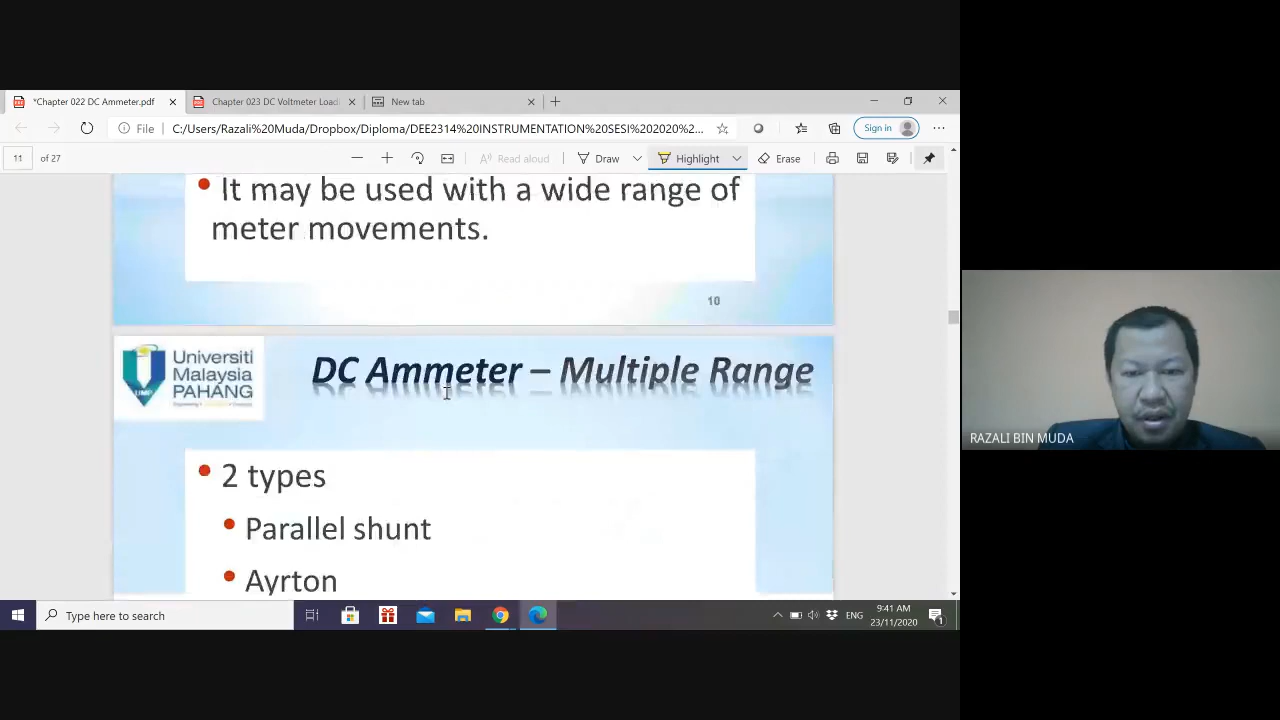 *Chapter 022 DC Ammeter.pdf
Chapter 023 DC Voltmeter Loadi
New tab
File
C:/Users/Razali%20Muda/Dropbox/Diploma/DEE2314%20INSTRUMENTATION%20SESI%202020%2...
Sign in
11 of 27
Read aloud
Draw
Highlight
Erase
It may be used with a wide range of
meter movements.
10
Universiti
Malaysia
PAHANG
UMP
DC Ammeter – Multiple Range
2 types
Parallel shunt
Ayrton
RAZALI BIN MUDA
Type here to search
ENG
9:41 AM
23/11/2020
1